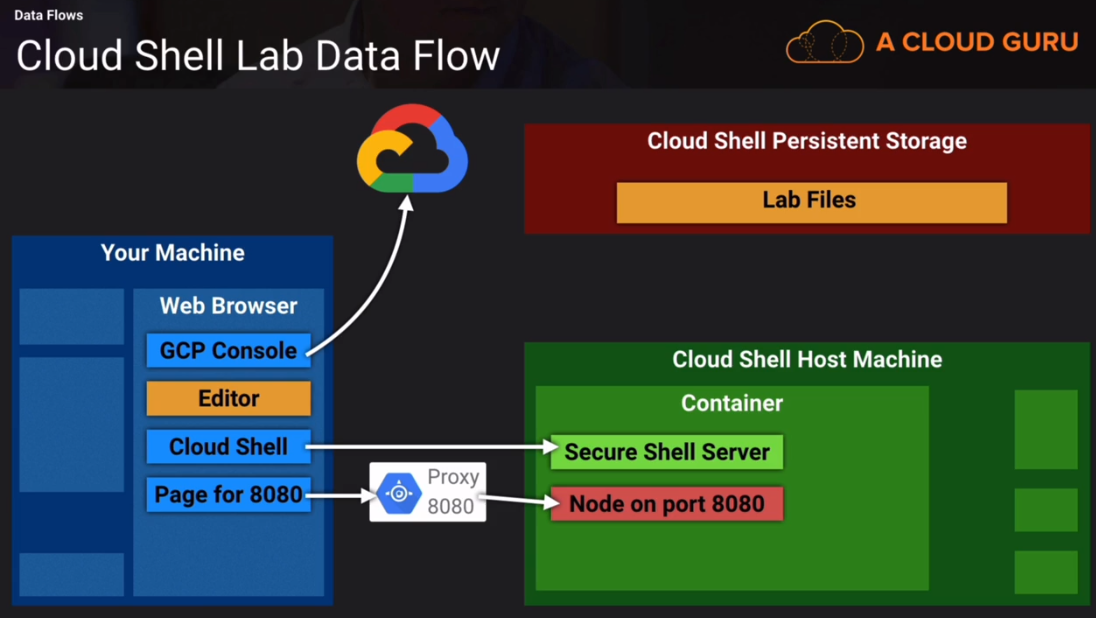 Data Flows
Cloud Shell Lab Data Flow
A CLOUD GURU
Cloud Shell Persistent Storage
Lab Files
Your Machine
Web Browser
GCP Console
Editor
Cloud Shell
Page for 8080
Proxy
8080
Cloud Shell Host Machine
Container
Secure Shell Server
Node on port 8080